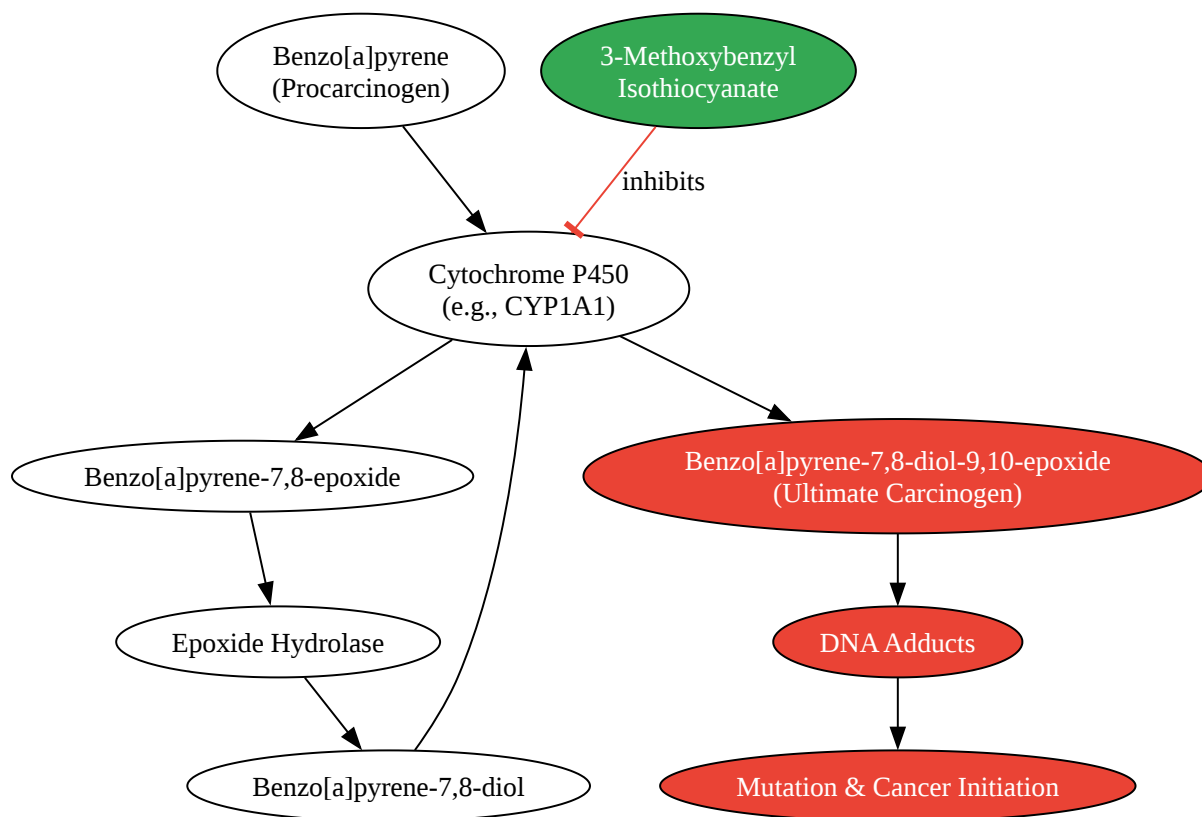 Benzo[a]pyrene
(Procarcinogen)
3-Methoxybenzyl
Isothiocyanate
inhibits
Cytochrome P450
(e.g., CYP1A1)
Benzo[a]pyrene-7,8-epoxide
Benzo[a]pyrene-7,8-diol-9,10-epoxide
(Ultimate Carcinogen)
Epoxide Hydrolase
DNA Adducts
Benzo[a]pyrene-7,8-diol
Mutation & Cancer Initiation